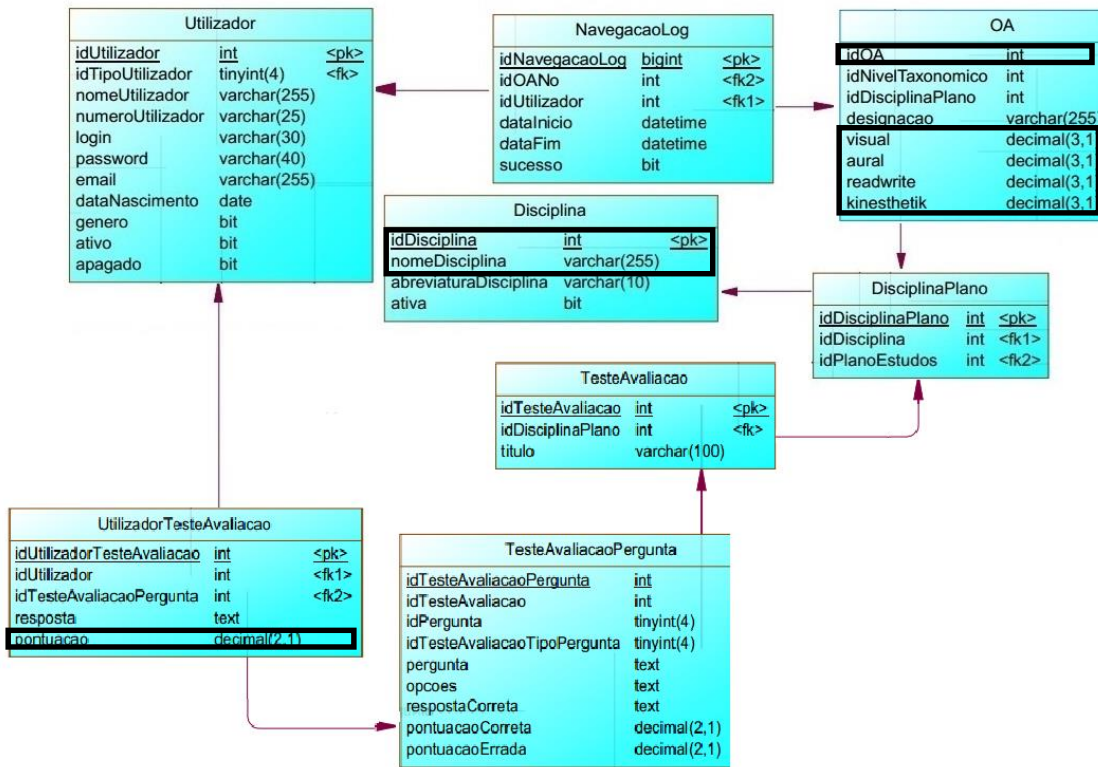 Utilizador
idUtilizador int <pk>
idTipoUtilizador tinyint(4) <fk>
nomeUtilizador varchar(255)
numeroUtilizador varchar(25)
login varchar(30)
password varchar(40)
email varchar(255)
dataNascimento date
genero bit
ativo bit
apagado bit
NavegacaoLog
idNavegacaoLog bigint <pk>
idOANo int <fk2>
idUtilizador int <fk1>
dataInicio datetime
dataFim datetime
sucesso bit
OA
idOA int
idNivelTaxonomico int
idDisciplinaPlano int
designacao varchar(255
visual decimal(3,1
aural decimal(3,1
readwrite decimal(3,1
kinesthetik decimal(3,1
Disciplina
idDisciplina int <pk>
nomeDisciplina varchar(255)
abreviaturaDisciplina varchar(10)
ativa bit
DisciplinaPlano
idDisciplinaPlano int <pk>
idDisciplina int <fk1>
idPlanoEstudos int <fk2>
TesteAvaliacao
idTesteAvaliacao int <pk>
idDisciplinaPlano int <fk>
titulo varchar(100)
UtilizadorTesteAvaliacao
idUtilizadorTesteAvaliacao int <pk>
idUtilizador int <fk1>
idTesteAvaliacaoPergunta int <fk2>
resposta text
pontuacao decimal(2,1)
TesteAvaliacaoPergunta
idTesteAvaliacaoPergunta int
idTesteAvaliacao int
idPergunta tinyint(4)
idTesteAvaliacaoTipoPergunta tinyint(4)
pergunta text
opcoes text
respostaCorreta text
pontuacaoCorreta decimal(2,1)
pontuacaoErrada decimal(2,1)